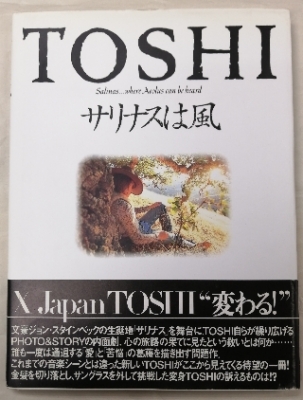 TOSHI
Salinas...where Aeolus can be heard
サリナスは風
X Japan TOSHI“変わる!”
文豪ジョン・スタインベックの生誕地「サリナス」を舞台にTOSHI自らが繰り広げる
PHOTO&STORYの内面劇。心の旅路の果てに見たという救いとは何か……
誰も一度は通過する“愛”と“苦悩”の葛藤を描き出す問題作。
これまでの音楽シーンとは違った新しいTOSHIがここから見えてくる待望の一冊!
金髪を切り落とし、サングラスを外して挑戦した変身TOSHIの訴えるものは!?